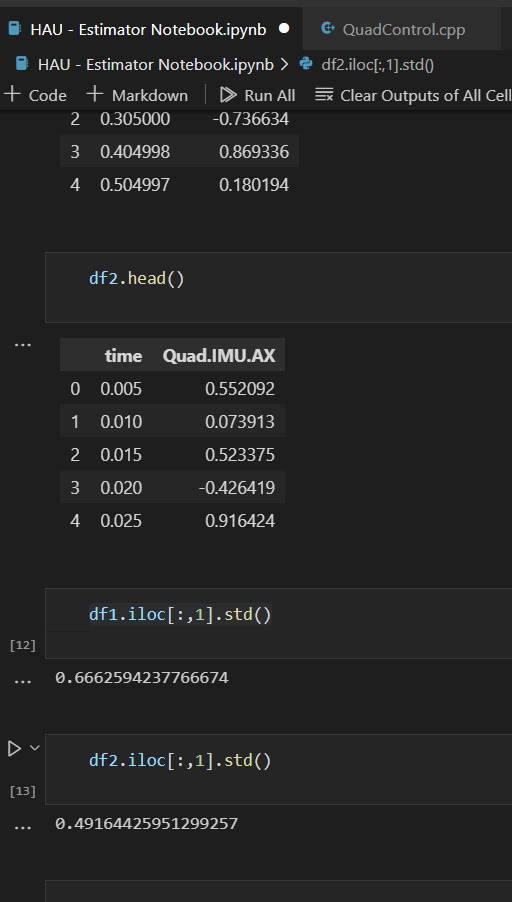 HAU - Estimator Notebook.ipynb ● QuadControl.cpp
HAU - Estimator Notebook.ipynb > df2.iloc[:,1].std()
+ Code + Markdown Run All Clear Outputs of All Cell
2 0.305000 -0.736634
3 0.404998 0.869336
4 0.504997 0.180194
df2.head()
...
time Quad.IMU.AX
0 0.005 0.552092
1 0.010 0.073913
2 0.015 0.523375
3 0.020 -0.426419
4 0.025 0.916424
df1.iloc[:,1].std()
[12]
... 0.6662594237766674
df2.iloc[:,1].std()
[13]
... 0.49164425951299257